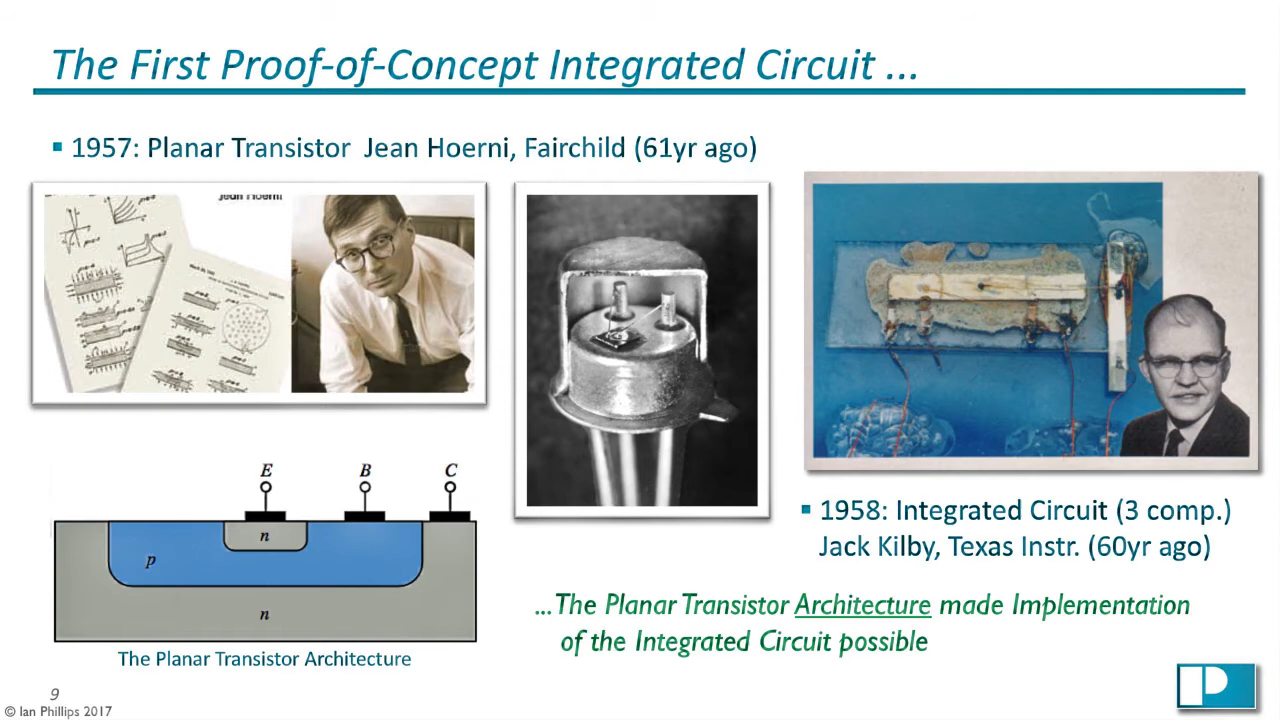 The First Proof-of-Concept Integrated Circuit ...
▪ 1957: Planar Transistor Jean Hoerni, Fairchild (61yr ago)
Jean Hoerni
E B C
n
p
n
The Planar Transistor Architecture
▪ 1958: Integrated Circuit (3 comp.)
Jack Kilby, Texas Instr. (60yr ago)
...The Planar Transistor Architecture made Implementation
of the Integrated Circuit possible
9
© Ian Phillips 2017
P